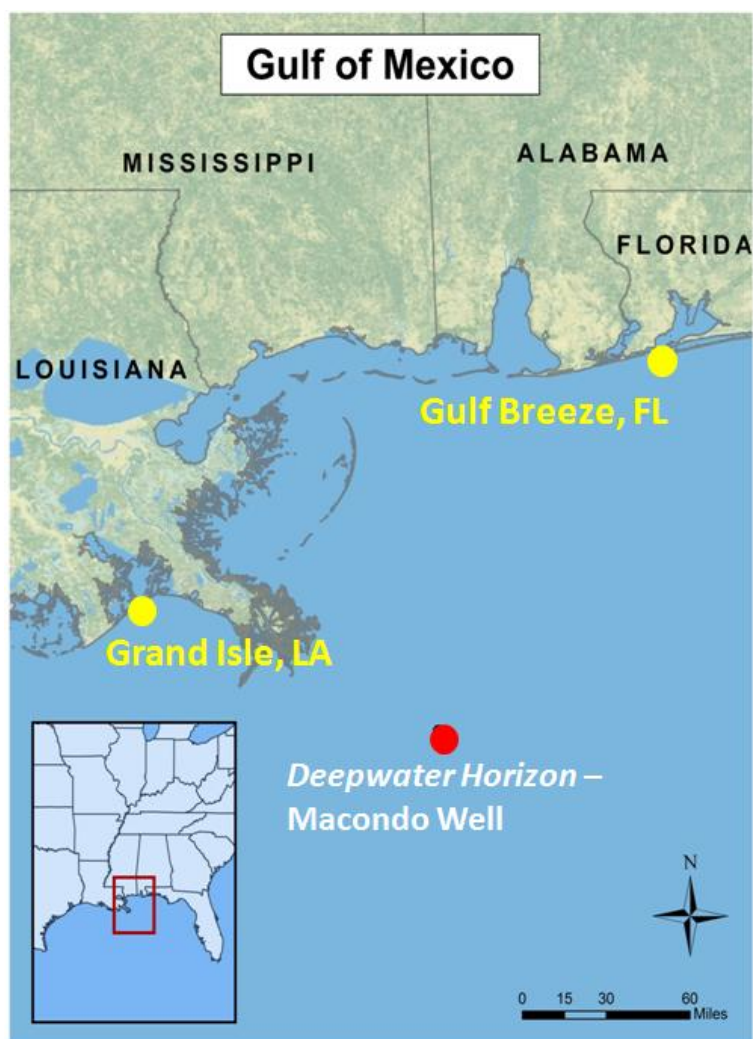 Gulf of Mexico
MISSISSIPPI
ALABAMA
FLORIDA
LOUISIANA
Gulf Breeze, FL
Grand Isle, LA
Deepwater Horizon –
Macondo Well
N
0 15 30 60
Miles